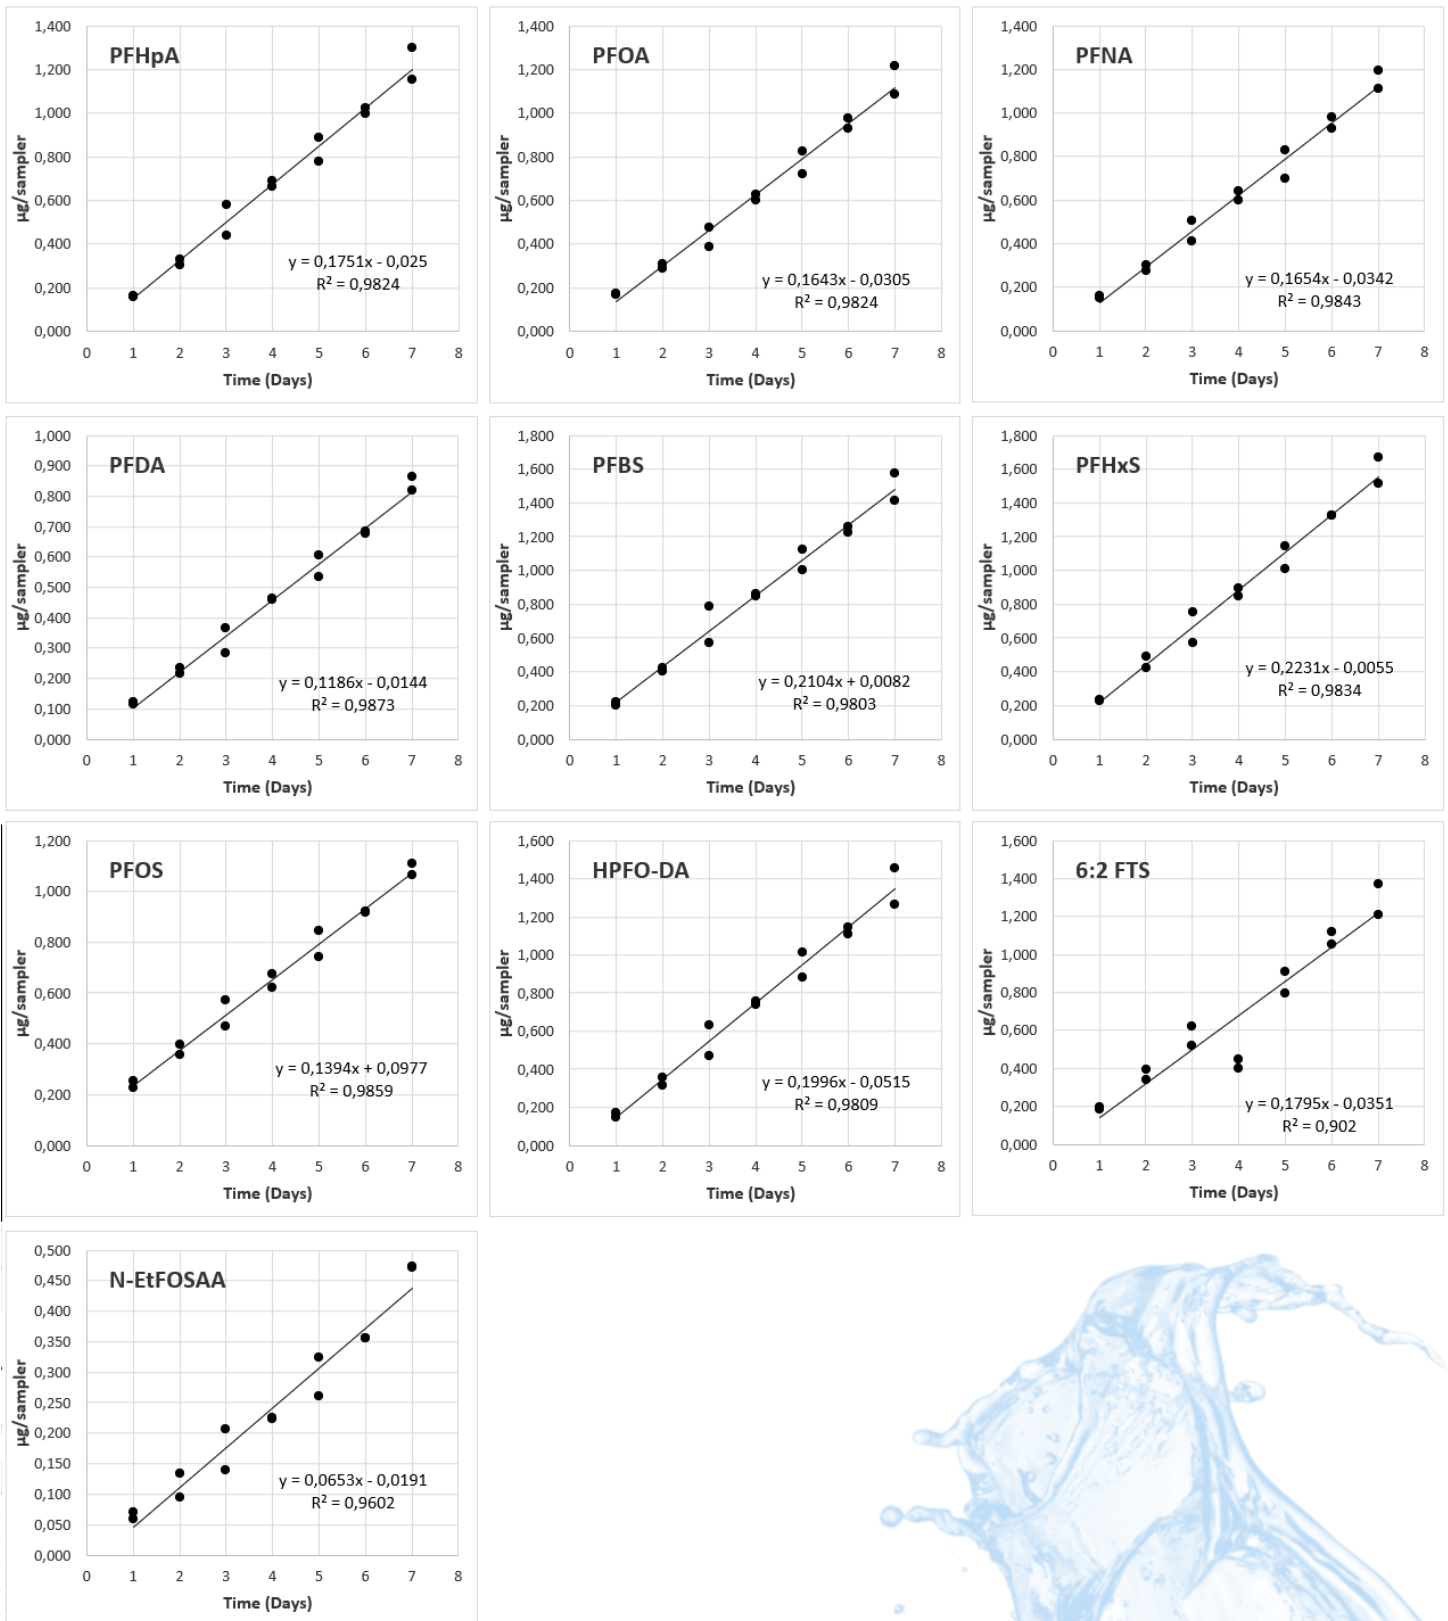 PFHpA
1,400
1,200
1,000
0,800
0,600
0,400
0,200
0,000
µg/sampler
y = 0,1751x - 0,025
R² = 0,9824
0 1 2 3 4 5 6 7 8
Time (Days)
PFOA
1,400
1,200
1,000
0,800
0,600
0,400
0,200
0,000
µg/sampler
y = 0,1643x - 0,0305
R² = 0,9824
0 1 2 3 4 5 6 7 8
Time (Days)
PFNA
1,400
1,200
1,000
0,800
0,600
0,400
0,200
0,000
µg/sampler
y = 0,1654x - 0,0342
R² = 0,9843
0 1 2 3 4 5 6 7 8
Time (Days)
PFDA
1,000
0,900
0,800
0,700
0,600
0,500
0,400
0,300
0,200
0,100
0,000
µg/sampler
y = 0,1186x - 0,0144
R² = 0,9873
0 1 2 3 4 5 6 7 8
Time (Days)
PFBS
1,800
1,600
1,400
1,200
1,000
0,800
0,600
0,400
0,200
0,000
µg/sampler
y = 0,2104x + 0,0082
R² = 0,9803
0 1 2 3 4 5 6 7 8
Time (Days)
PFHxS
1,800
1,600
1,400
1,200
1,000
0,800
0,600
0,400
0,200
0,000
µg/sampler
y = 0,2231x - 0,0055
R² = 0,9834
0 1 2 3 4 5 6 7 8
Time (Days)
PFOS
1,200
1,000
0,800
0,600
0,400
0,200
0,000
µg/sampler
y = 0,1394x + 0,0977
R² = 0,9859
0 1 2 3 4 5 6 7 8
Time (Days)
HPFO-DA
1,600
1,400
1,200
1,000
0,800
0,600
0,400
0,200
0,000
µg/sampler
y = 0,1996x - 0,0515
R² = 0,9809
0 1 2 3 4 5 6 7 8
Time (Days)
6:2 FTS
1,600
1,400
1,200
1,000
0,800
0,600
0,400
0,200
0,000
µg/sampler
y = 0,1795x - 0,0351
R² = 0,902
0 1 2 3 4 5 6 7 8
Time (Days)
N-EtFOSAA
0,500
0,450
0,400
0,350
0,300
0,250
0,200
0,150
0,100
0,050
0,000
µg/sampler
y = 0,0653x - 0,0191
R² = 0,9602
0 1 2 3 4 5 6 7 8
Time (Days)